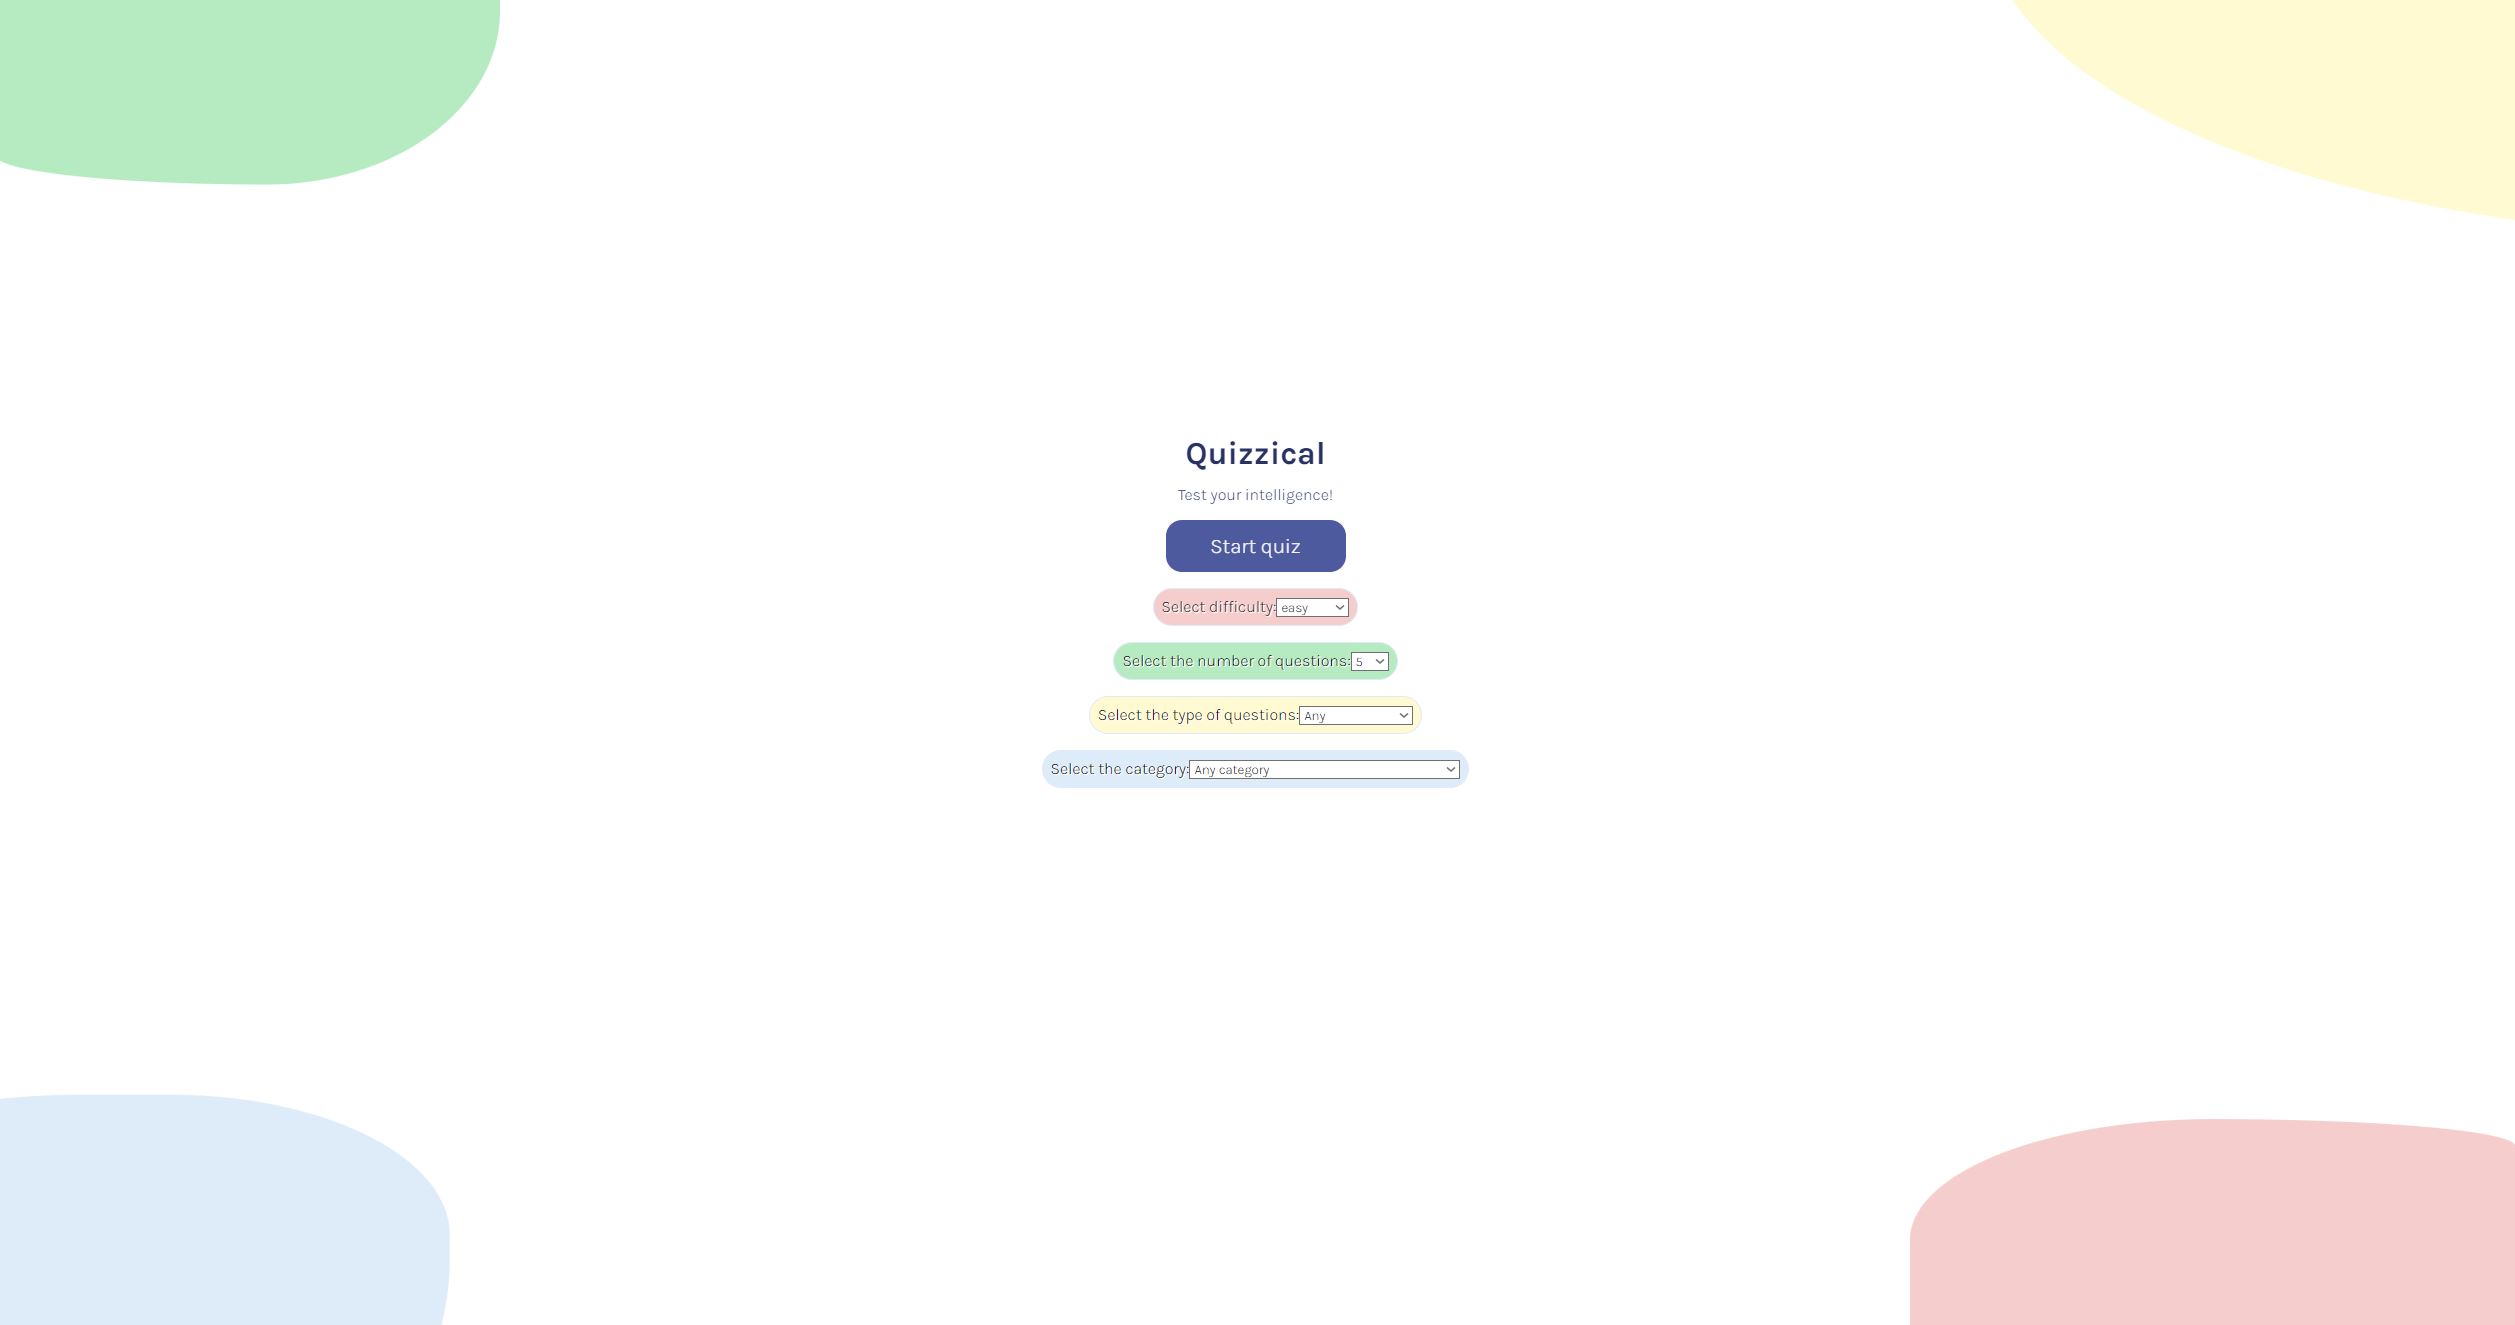 Quizzical
Test your intelligence!
Start quiz
Select difficulty: easy
Select the number of questions: 5
Select the type of questions: Any
Select the category: Any category